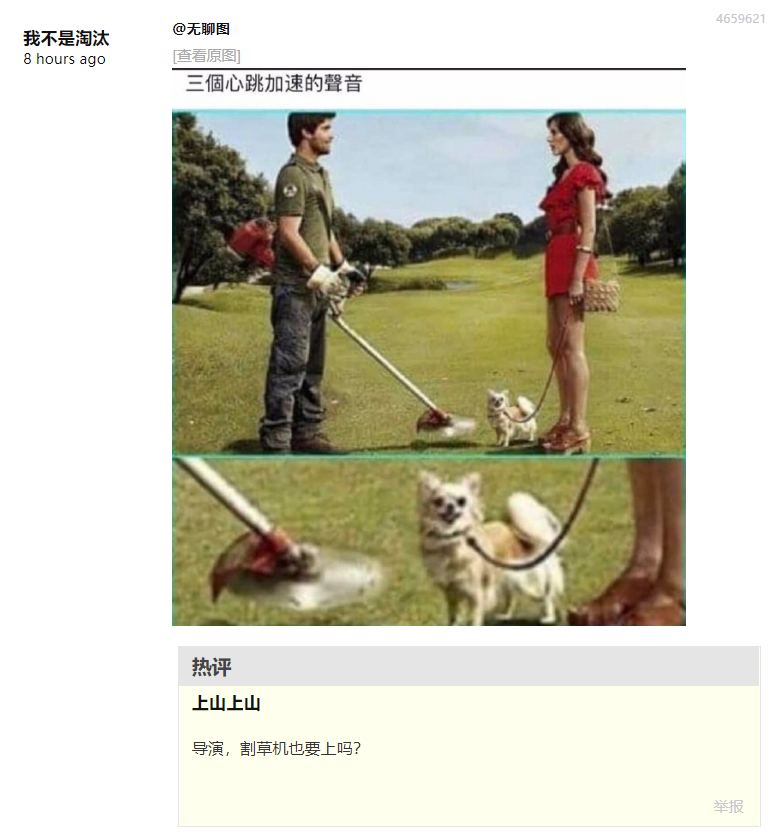 4659621
我不是淘汰
8 hours ago
@无聊图
[查看原图]
三個心跳加速的聲音
热评
上山上山
导演，割草机也要上吗?
举报